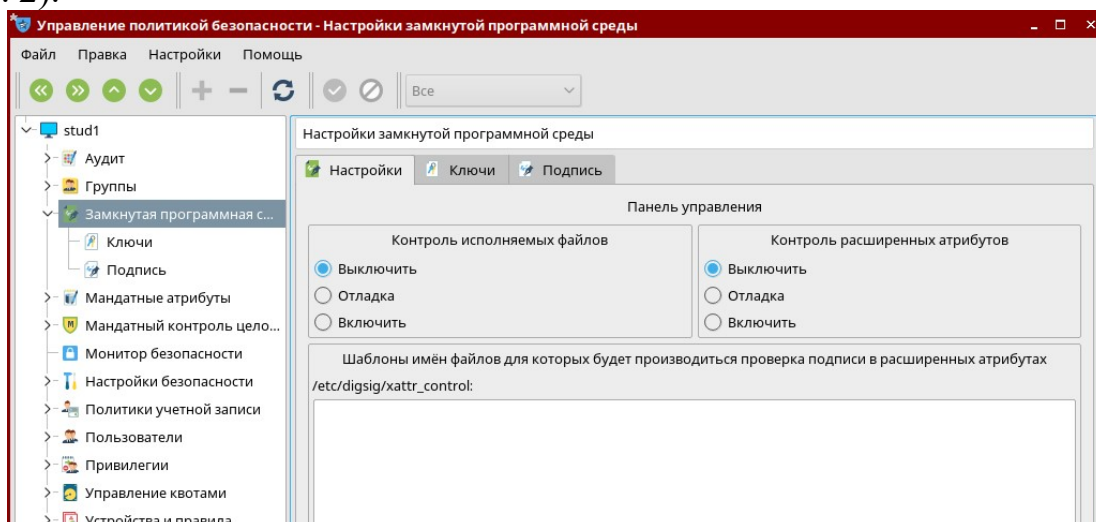 . 2).
Управление политикой безопасности - Настройки замкнутой программной среды
Файл Правка Настройки Помощь
Все
stud1
Аудит
Группы
Замкнутая программная с...
Ключи
Подпись
Мандатные атрибуты
Мандатный контроль цело...
Монитор безопасности
Настройки безопасности
Политики учетной записи
Пользователи
Привилегии
Управление квотами
Устройства и правила
Настройки замкнутой программной среды
Настройки Ключи Подпись
Панель управления
Контроль исполняемых файлов
Выключить
Отладка
Включить
Контроль расширенных атрибутов
Выключить
Отладка
Включить
Шаблоны имён файлов для которых будет производиться проверка подписи в расширенных атрибутах
/etc/digsig/xattr_control: